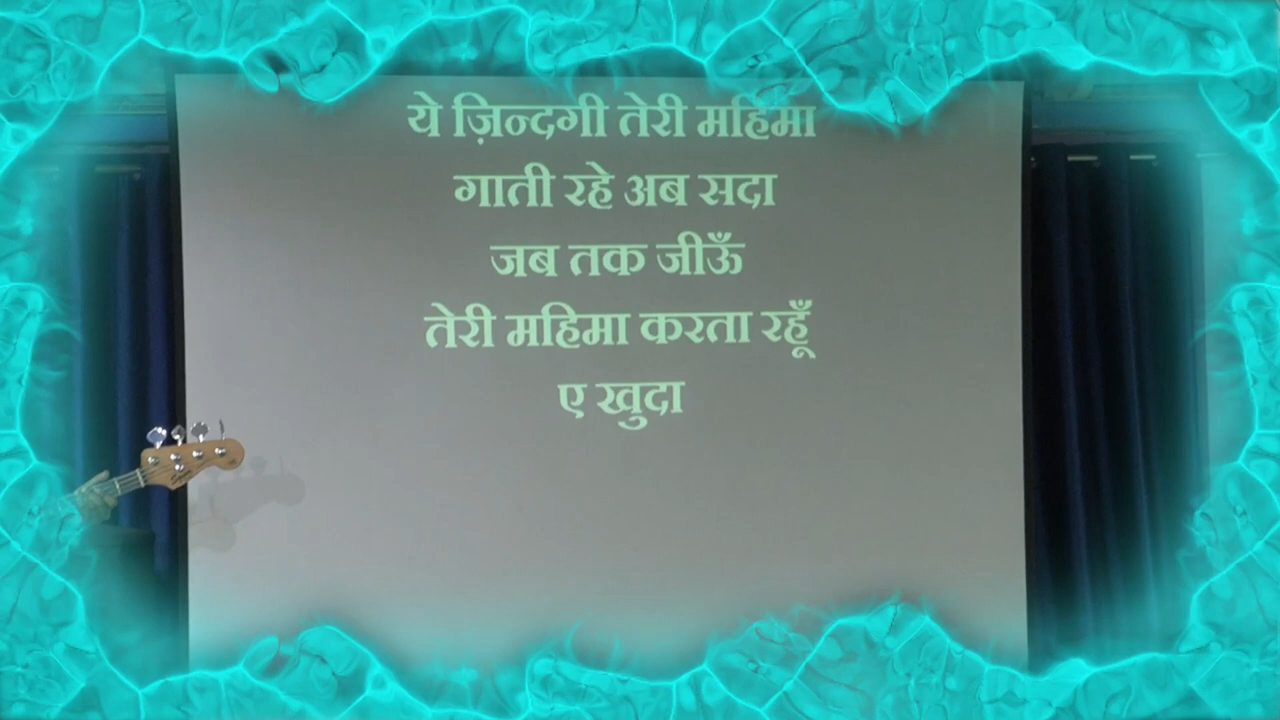 ये ज़िन्दगी तेरी महिमा
गाती रहे अब सदा
जब तक जीऊँ
तेरी महिमा करता रहूँ
ए खुदा